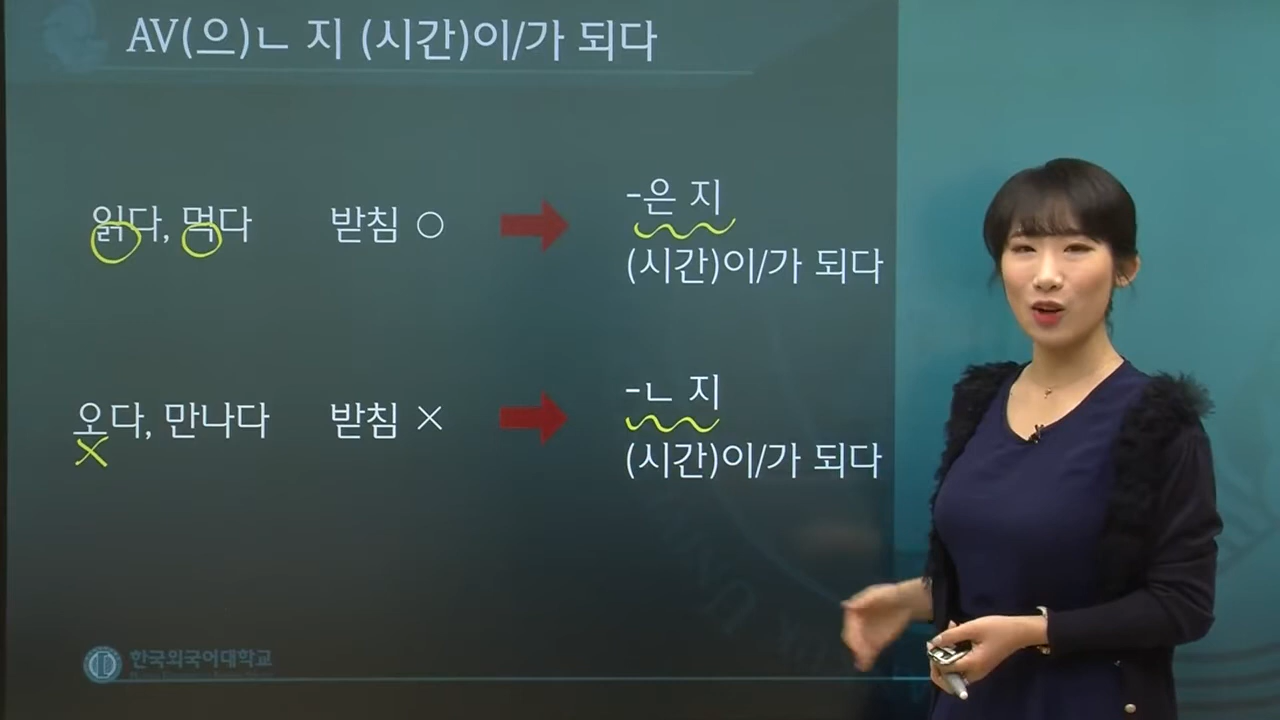 AV(으)ㄴ 지 (시간)이/가 되다
읽다, 먹다 받침 ○ -은 지
(시간)이/가 되다
오다, 만나다 받침 × -ㄴ 지
(시간)이/가 되다
한국외국어대학교